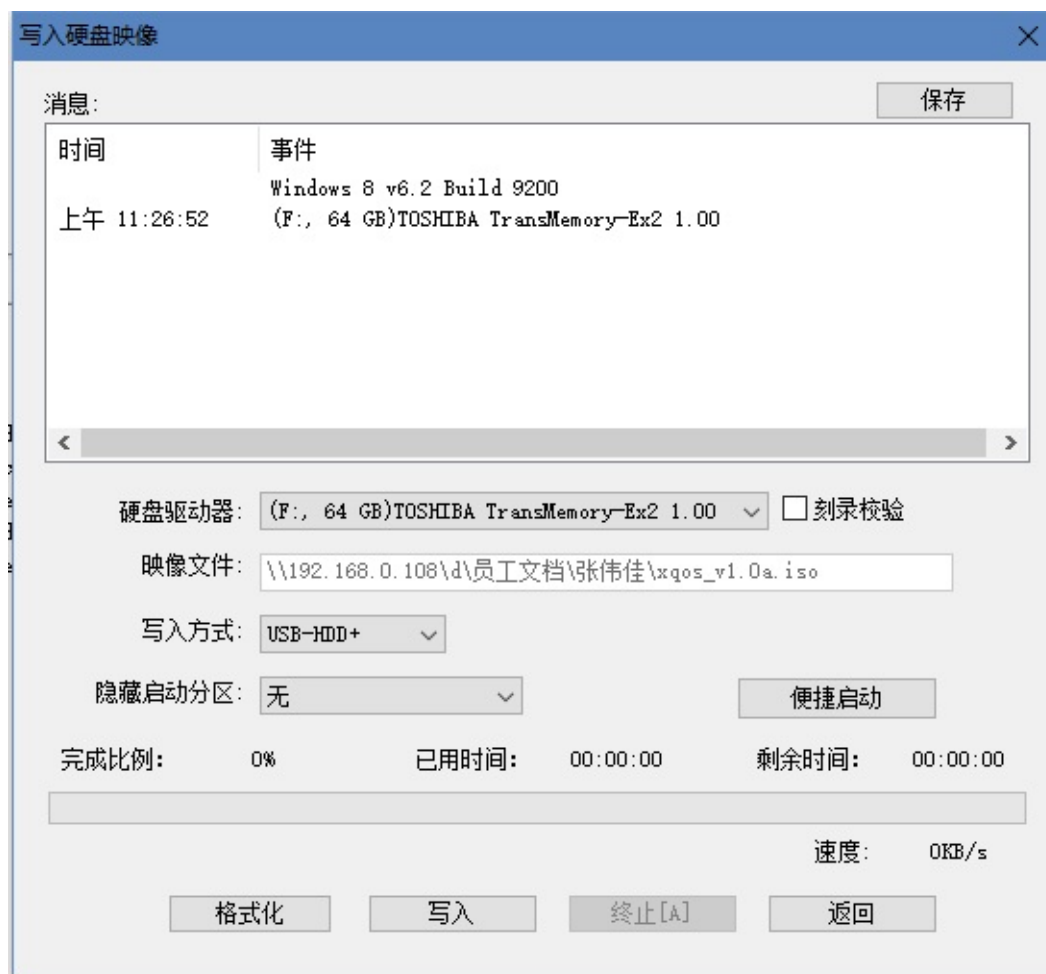 写入硬盘映像
消息:
保存
时间 事件
Windows 8 v6.2 Build 9200
上午 11:26:52 (F:, 64 GB)TOSHIBA TransMemory-Ex2 1.00
硬盘驱动器: (F:, 64 GB)TOSHIBA TransMemory-Ex2 1.00 刻录校验
映像文件: \\192.168.0.108\d\员工文档\张伟佳\xqos_v1.0a.iso
写入方式: USB-HDD+
隐藏启动分区: 无 便捷启动
完成比例: 0% 已用时间: 00:00:00 剩余时间: 00:00:00
速度: 0KB/s
格式化 写入 终止[A] 返回